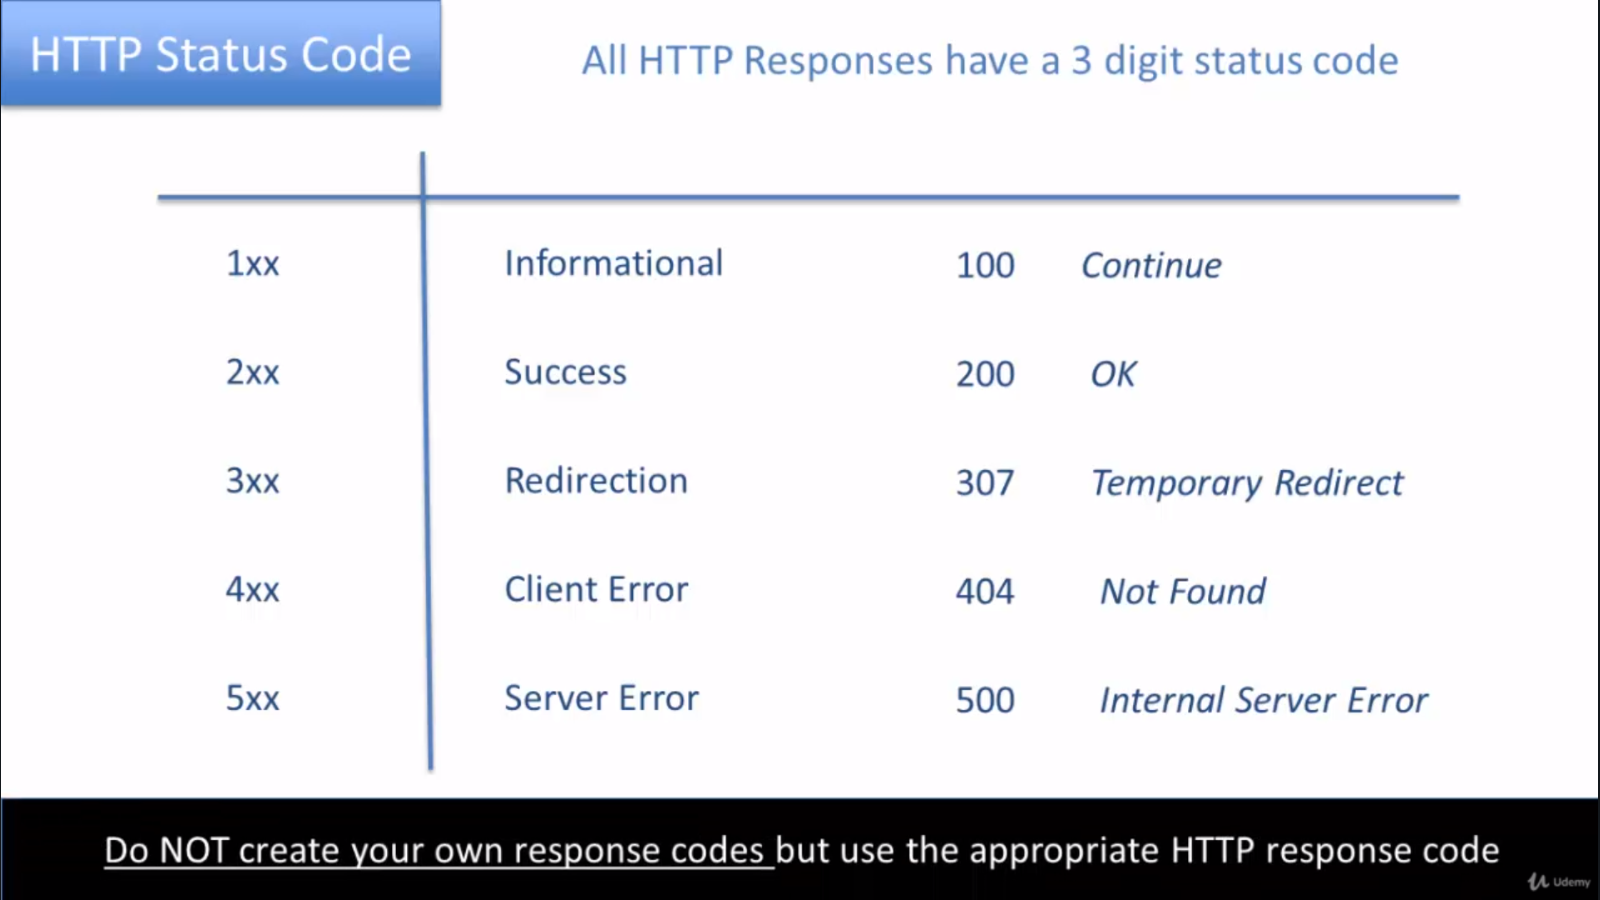 HTTP Status Code
All HTTP Responses have a 3 digit status code
1xx Informational 100 Continue
2xx Success 200 OK
3xx Redirection 307 Temporary Redirect
4xx Client Error 404 Not Found
5xx Server Error 500 Internal Server Error
Do NOT create your own response codes but use the appropriate HTTP response code
Udemy